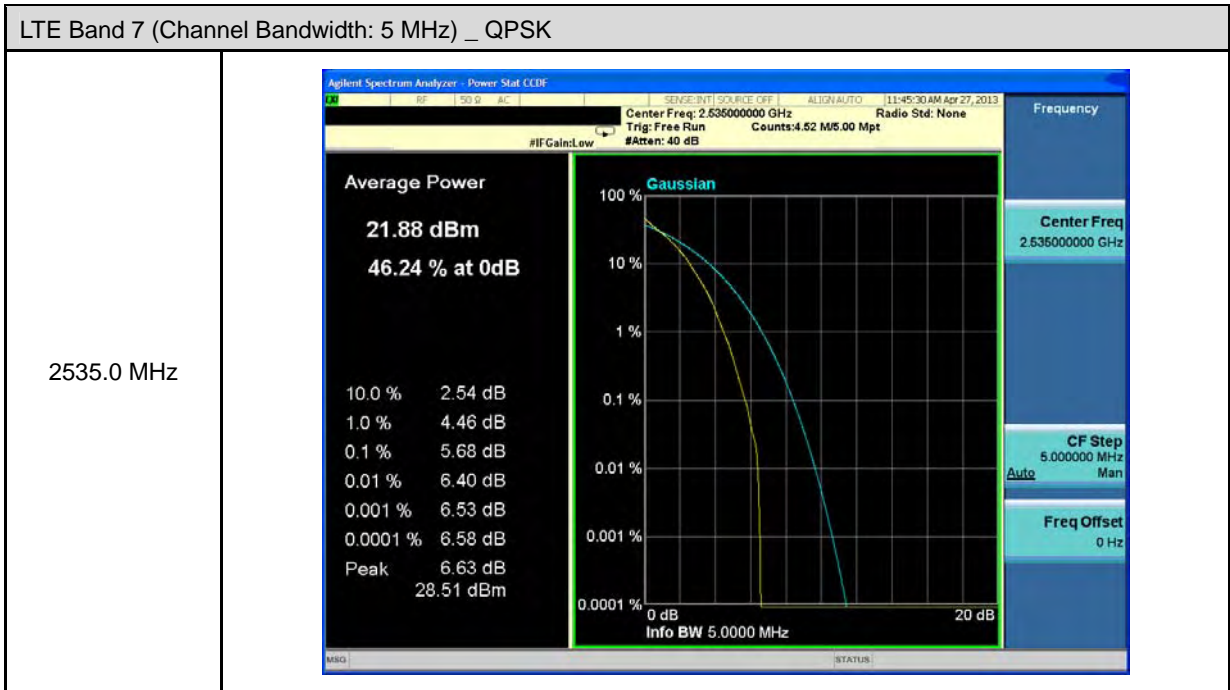 LTE Band 7 (Channel Bandwidth: 5 MHz) _ QPSK
2535.0 MHz
Agilent Spectrum Analyzer - Power Stat CCDF
RF 50 Ω AC SENSE:INT SOURCE OFF ALIGN AUTO 11:45:30 AM Apr 27, 2013
Center Freq: 2.535000000 GHz Radio Std: None
Trig: Free Run Counts:4.52 M/5.00 Mpt
#IFGain:Low #Atten: 40 dB
Average Power
21.88 dBm
46.24 % at 0dB
10.0 % 2.54 dB
1.0 % 4.46 dB
0.1 % 5.68 dB
0.01 % 6.40 dB
0.001 % 6.53 dB
0.0001 % 6.58 dB
Peak 6.63 dB
28.51 dBm
Gaussian
100 %
10 %
1 %
0.1 %
0.01 %
0.001 %
0.0001 %
0 dB 20 dB
Info BW 5.0000 MHz
Frequency
Center Freq
2.535000000 GHz
CF Step
5.000000 MHz
Auto Man
Freq Offset
0 Hz
MSG STATUS